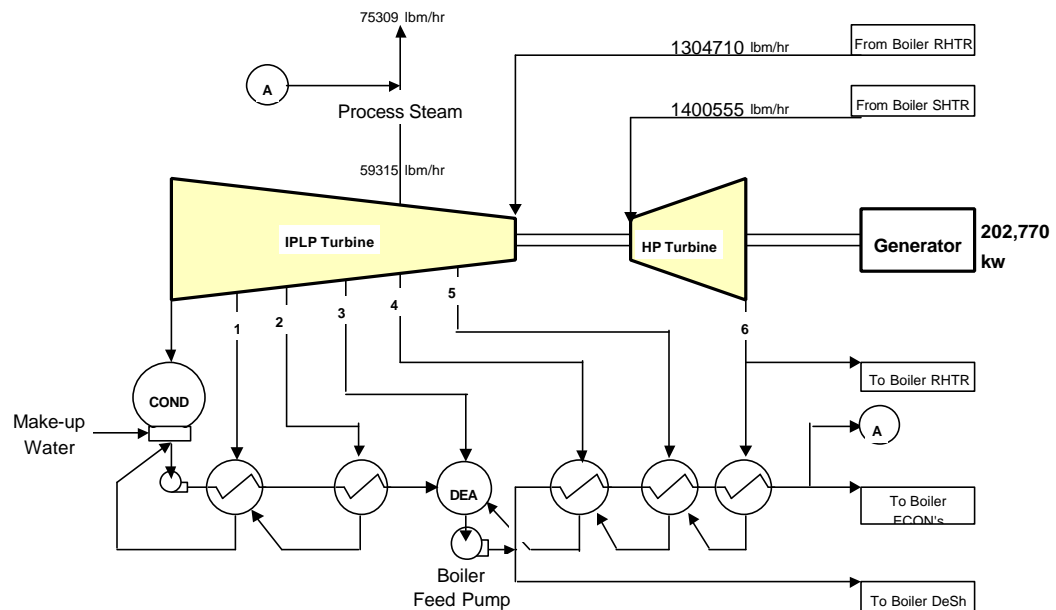 75309 lbm/hr
1304710 lbm/hr
From Boiler RHTR
A
Process Steam
1400555 lbm/hr
From Boiler SHTR
59315 lbm/hr
IPLP Turbine
HP Turbine
Generator
202,770
kw
1
2
3
4
5
6
To Boiler RHTR
COND
Make-up
Water
A
DEA
To Boiler
ECON's
Boiler
Feed Pump
To Boiler DeSh